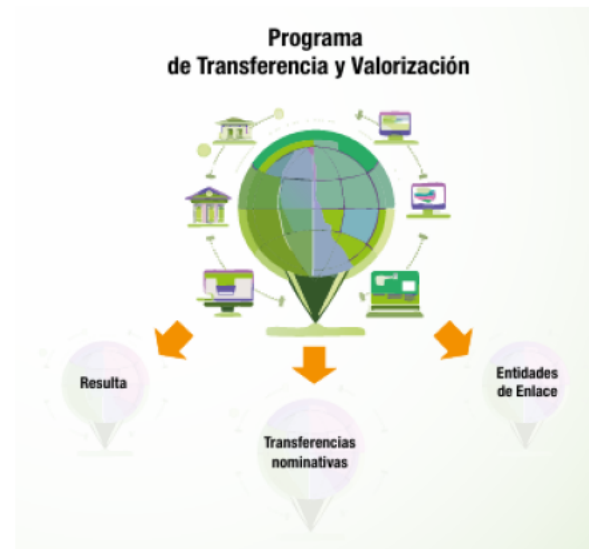 Programa
de Transferencia y Valorización
Resulta
Transferencias
nominativas
Entidades
de Enlace